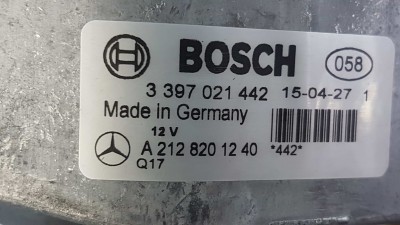 BOSCH 058
3 397 021 442 15-04-27 1
Made in Germany
12 V
A 212 820 12 40 *442*
Q17